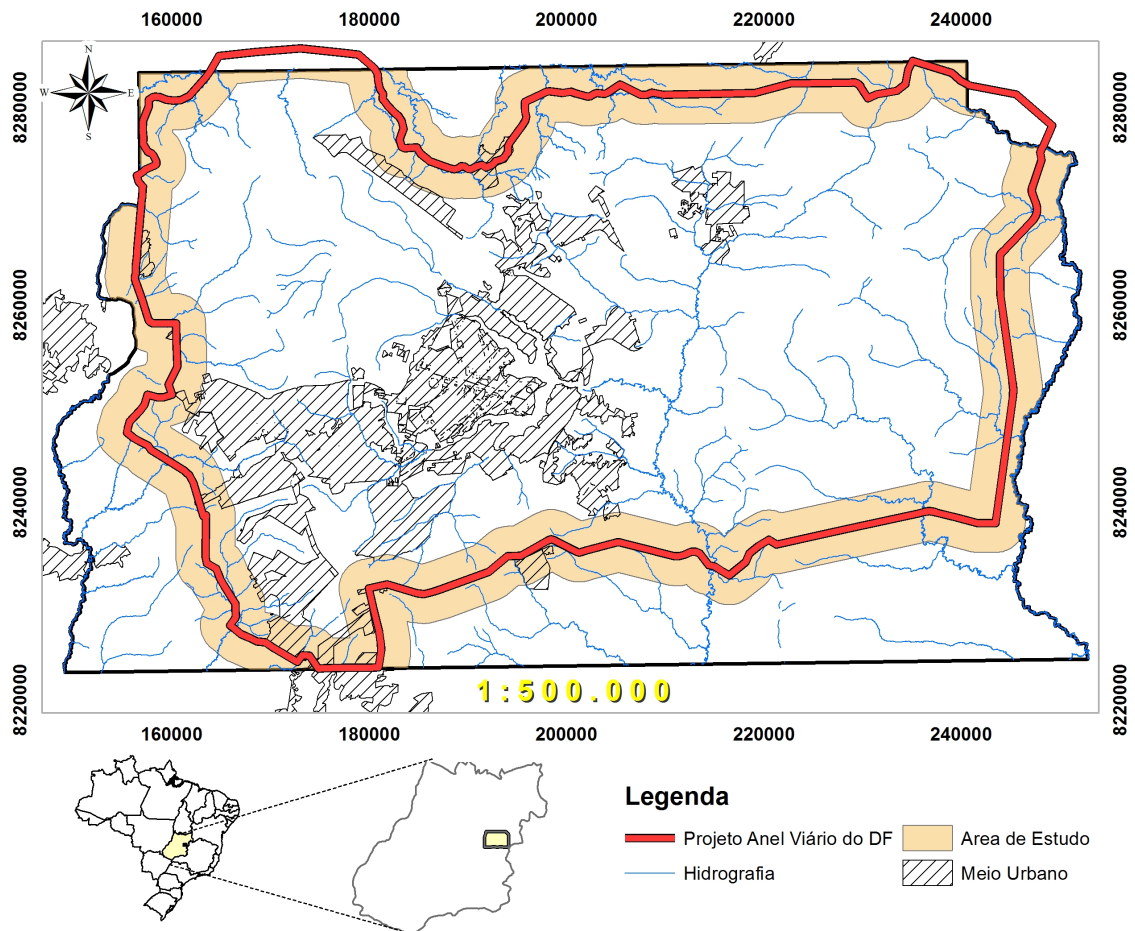 160000 180000 200000 220000 240000
N
W E
S
8280000 8280000
8260000 8260000
8240000 8240000
8220000 8220000
1:500.000
160000 180000 200000 220000 240000
Legenda
Projeto Anel Viário do DF Area de Estudo
Hidrografia Meio Urbano